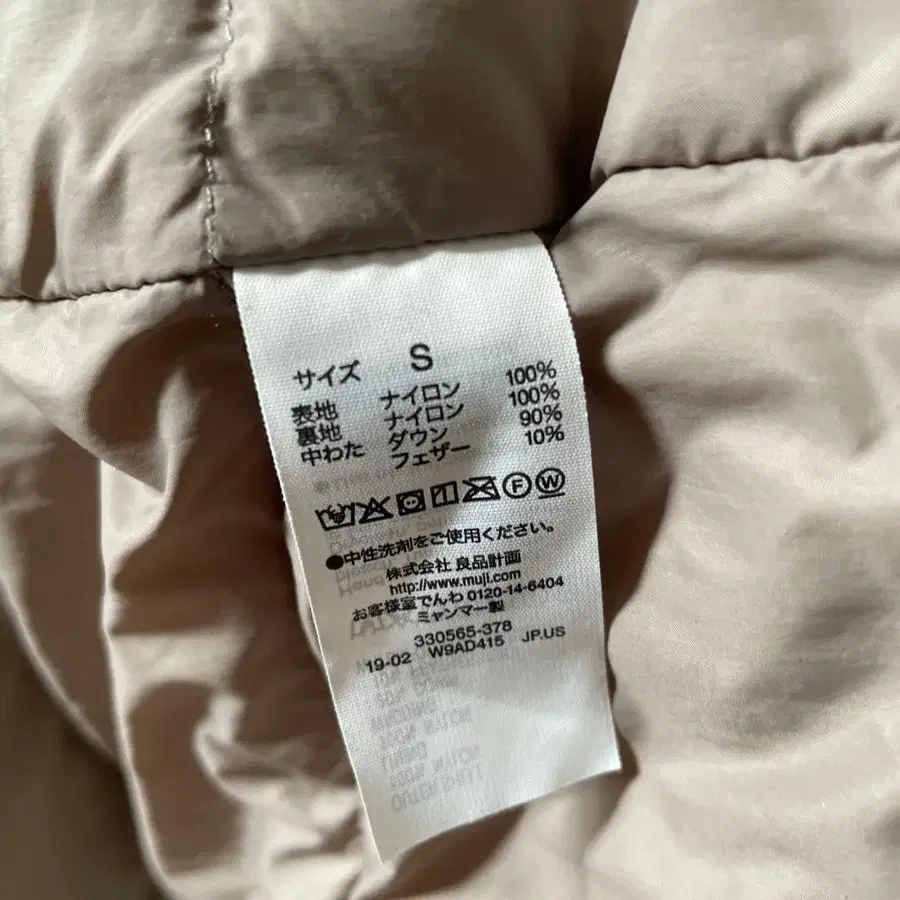 サイズ S
表地 ナイロン 100%
裏地 ナイロン 100%
中わた ダウン 90%
フェザー 10%
F W
●中性洗剤をご使用ください。
株式会社 良品計画
http://www.muji.com
お客様室でんわ 0120-14-6404
ミャンマー製
330565-378
19-02 W9AD415 JP.US
100% NYLON
OUTER SHELL